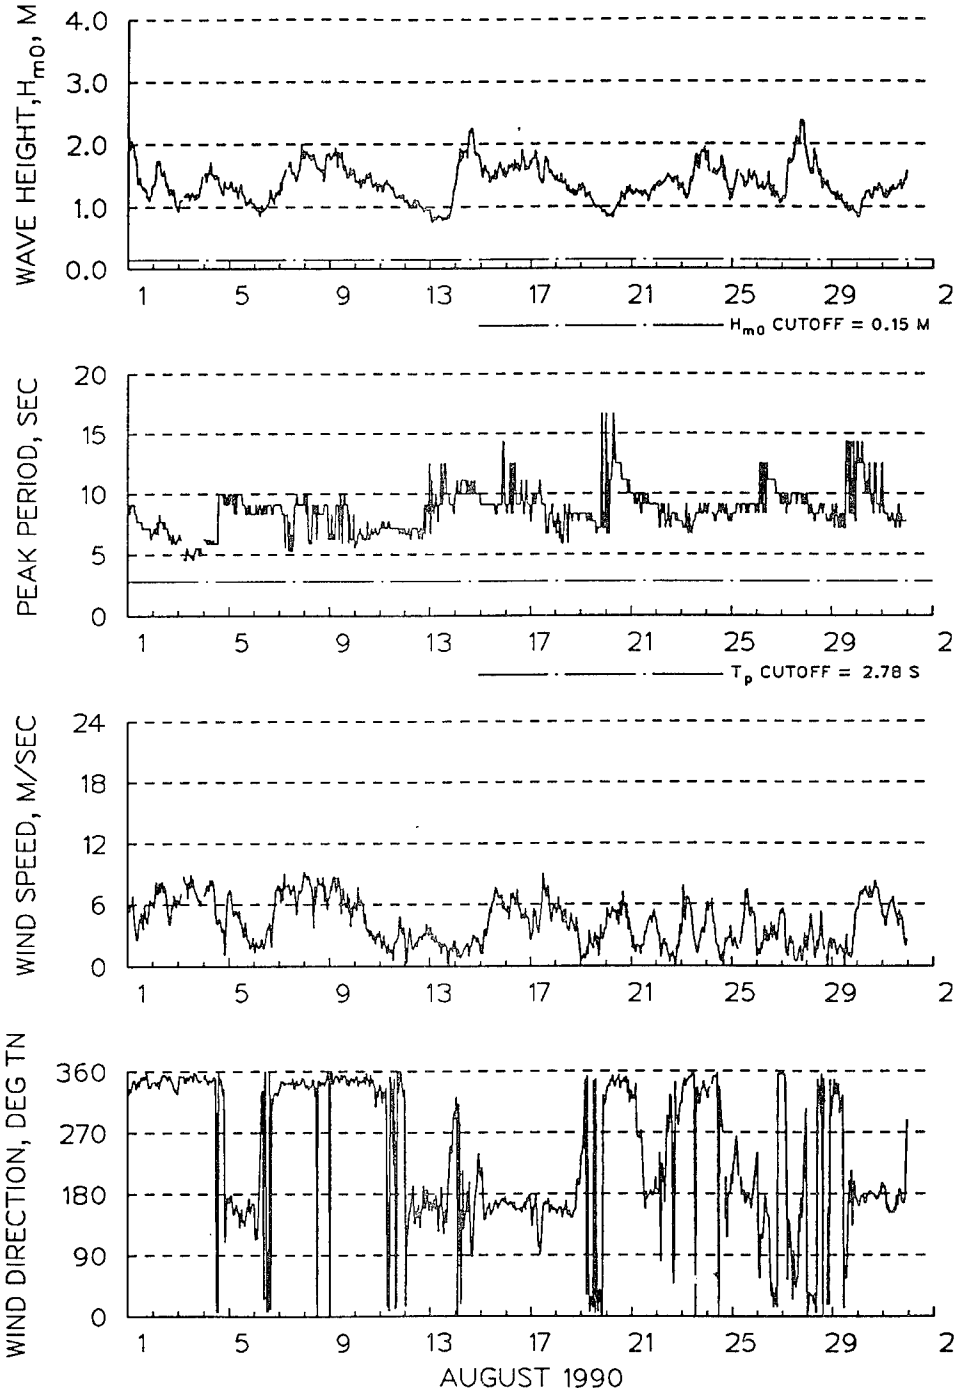 WAVE HEIGHT, Hm0, M
4.0
3.0
2.0
1.0
0.0
1 5 9 13 17 21 25 29 2
Hm0 CUTOFF = 0.15 M
PEAK PERIOD, SEC
20
15
10
5
0
1 5 9 13 17 21 25 29 2
Tp CUTOFF = 2.78 S
WIND SPEED, M/SEC
24
18
12
6
0
1 5 9 13 17 21 25 29 2
WIND DIRECTION, DEG TN
360
270
180
90
0
1 5 9 13 17 21 25 29 2
AUGUST 1990